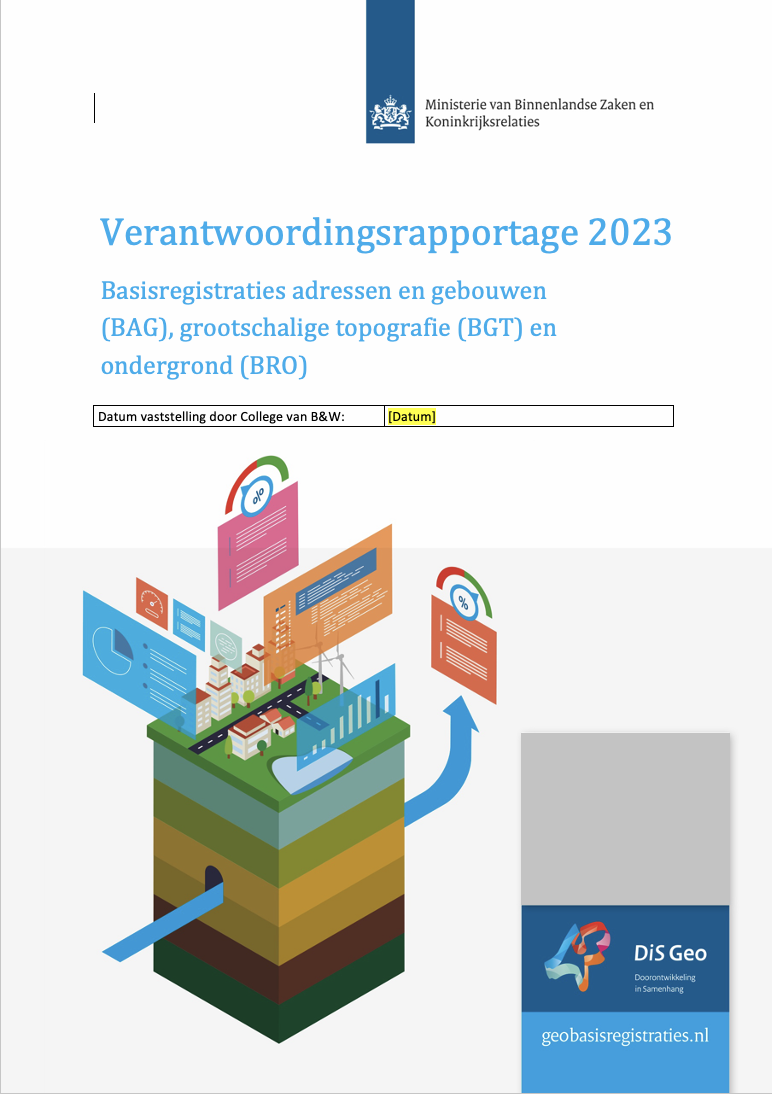 Ministerie van Binnenlandse Zaken en
Koninkrijksrelaties
Verantwoordingsrapportage 2023
Basisregistraties adressen en gebouwen
(BAG), grootschalige topografie (BGT) en
ondergrond (BRO)
Datum vaststelling door College van B&W: [Datum]
%
%
DiS Geo
Doorontwikkeling
in Samenhang
geobasisregistraties.nl